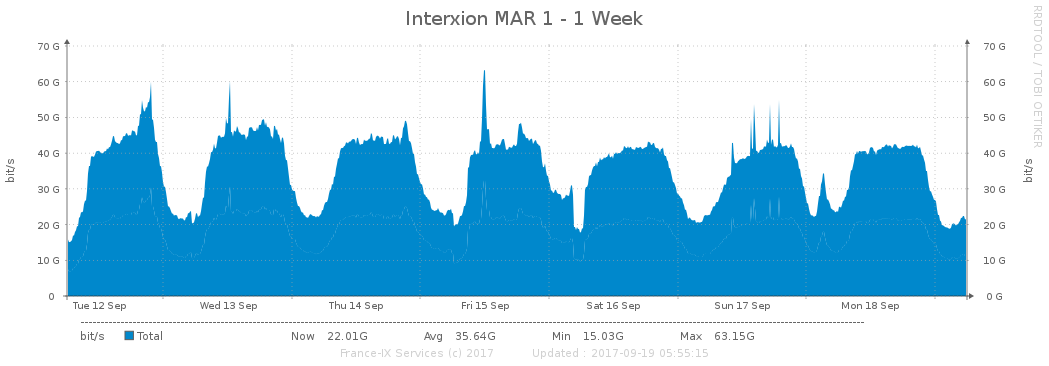 Interxion MAR 1 - 1 Week
RRDTOOL / TOBI OETIKER
bit/s
70 G
60 G
50 G
40 G
30 G
20 G
10 G
0
70 G
60 G
50 G
40 G
30 G
20 G
10 G
0 G
bit/s
Tue 12 Sep Wed 13 Sep Thu 14 Sep Fri 15 Sep Sat 16 Sep Sun 17 Sep Mon 18 Sep
bit/s Total Now 22.01G Avg 35.64G Min 15.03G Max 63.15G
France-IX Services (c) 2017 Updated : 2017-09-19 05:55:15